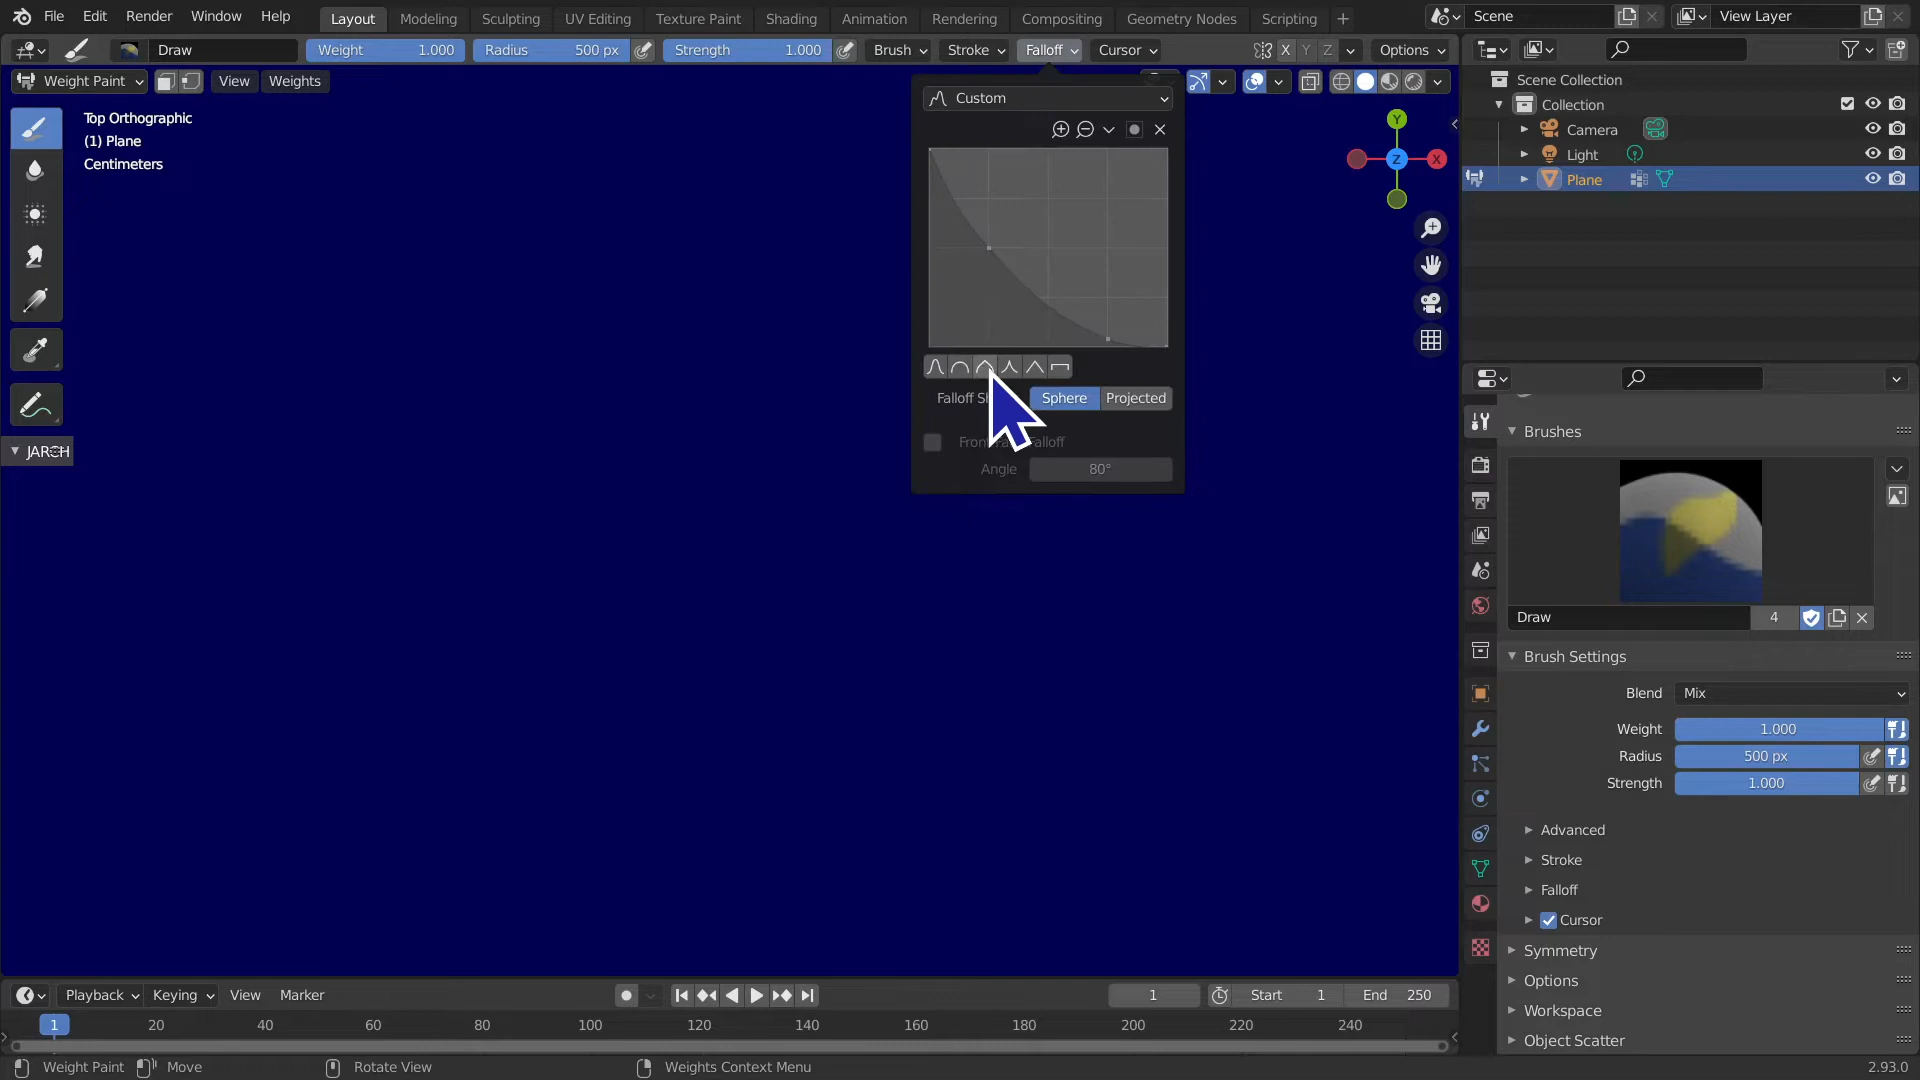 File Edit Render Window Help Layout Modeling Sculpting UV Editing Texture Paint Shading Animation Rendering Compositing Geometry Nodes Scripting Scene View Layer
Draw Weight 1.000 Radius 500 px Strength 1.000 Brush Stroke Falloff Cursor X Y Z Options
Weight Paint View Weights
Top Orthographic
(1) Plane
Centimeters
Custom
Sphere Projected
Angle 80°
Y
Z X
Scene Collection
Collection
Camera
Light
Plane
Brushes
Draw 4
Brush Settings
Blend Mix
Weight 1.000
Radius 500 px
Strength 1.000
Advanced
Stroke
Falloff
Cursor
Symmetry
Options
Workspace
Object Scatter
Playback Keying View Marker 1 Start 1 End 250
1 20 40 60 80 100 120 140 160 180 200 220 240
Weight Paint Move Rotate View Weights Context Menu 2.93.0